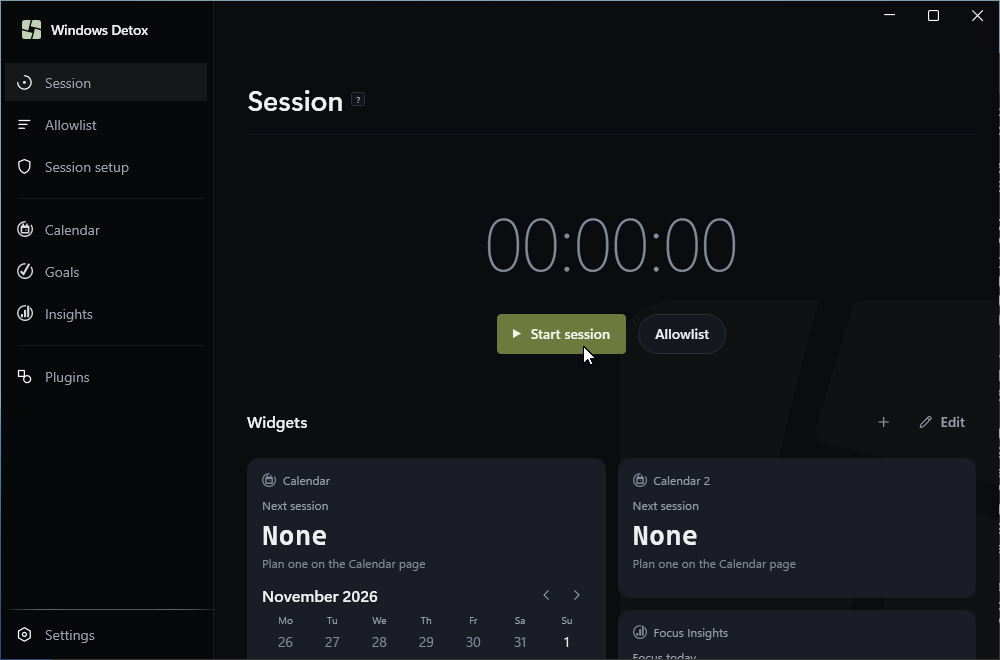 Windows Detox
Session
Allowlist
Session setup
Calendar
Goals
Insights
Plugins
Settings
Session ?
00:00:00
Start session
Allowlist
Widgets
+ Edit
Calendar
Next session
None
Plan one on the Calendar page
November 2026
Mo Tu We Th Fr Sa Su
26 27 28 29 30 31 1
Calendar 2
Next session
None
Plan one on the Calendar page
Focus Insights
Focus today